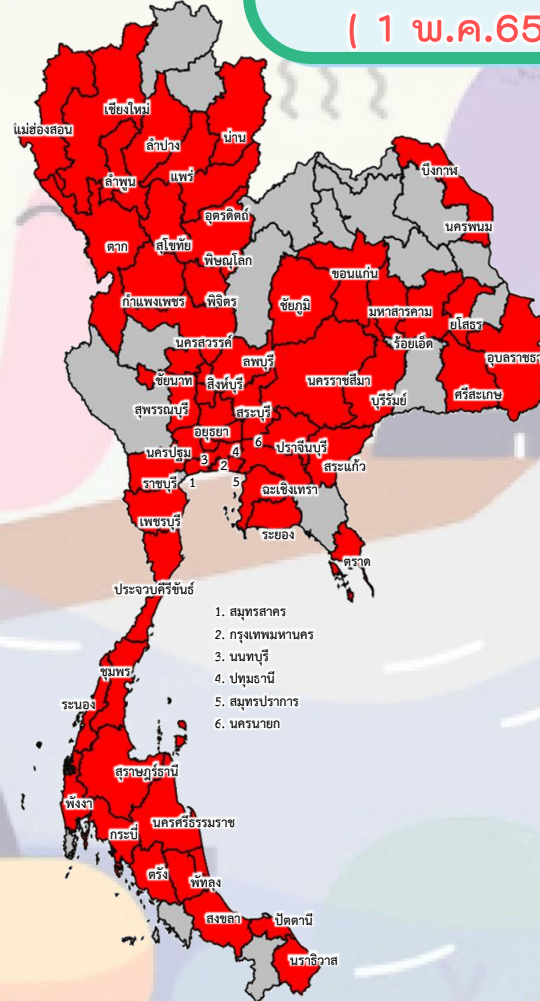 ( 1 พ.ค.65
เชียงใหม่
แม่ฮ่องสอน
ลำปาง
น่าน
ลำพูน
แพร่
บึงกาฬ
อุตรดิตถ์
นครพนม
ตาก
สุโขทัย
พิษณุโลก
ขอนแก่น
กำแพงเพชร
พิจิตร
ชัยภูมิ
มหาสารคาม
ยโสธร
นครสวรรค์
ร้อยเอ็ด
ลพบุรี
อุบลราชธา
ชัยนาท
สิงห์บุรี
นครราชสีมา
ศรีสะเกษ
สุพรรณบุรี
สระบุรี
บุรีรัมย์
อยุธยา
6
ปราจีนบุรี
นครปฐม
3
4
2
สระแก้ว
ราชบุรี
1
5
ฉะเชิงเทรา
เพชรบุรี
ระยอง
ตราด
ประจวบคีรีขันธ์
1. สมุทรสาคร
2. กรุงเทพมหานคร
3. นนทบุรี
4. ปทุมธานี
5. สมุทรปราการ
6. นครนายก
ชุมพร
ระนอง
สุราษฎร์ธานี
พังงา
นครศรีธรรมราช
กระบี่
ตรัง
พัทลุง
สงขลา
ปัตตานี
นราธิวาส